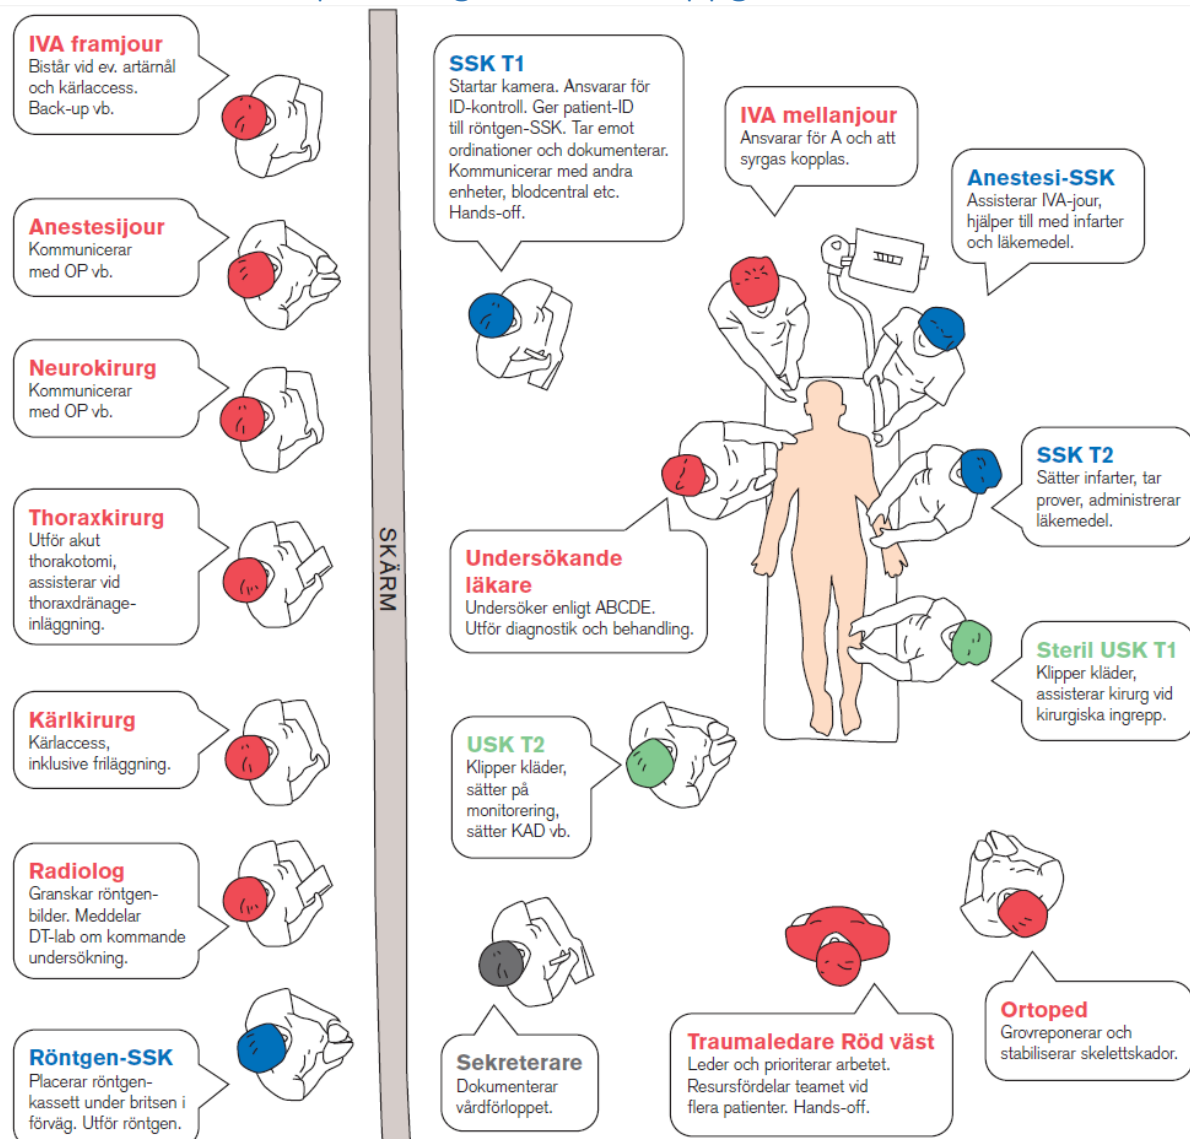 IVA framjour
Bistår vid ev. artärnål
och kärlaccess.
Back-up vb.
Anestesijour
Kommunicerar
med OP vb.
Neurokirurg
Kommunicerar
med OP vb.
Thoraxkirurg
Utför akut
thorakotomi,
assisterar vid
thoraxdränage-
inläggning.
Kärlkirurg
Kärlaccess,
inklusive friläggning.
Radiolog
Granskar röntgen-
bilder. Meddelar
DT-lab om kommande
undersökning.
Röntgen-SSK
Placerar röntgen-
kassett under britsen i
förväg. Utför röntgen.
SKÄRM
SSK T1
Startar kamera. Ansvarar för
ID-kontroll. Ger patient-ID
till röntgen-SSK. Tar emot
ordinationer och dokumenterar.
Kommunicerar med andra
enheter, blodcentral etc.
Hands-off.
IVA mellanjour
Ansvarar för A och att
syrgas kopplas.
Anestesi-SSK
Assisterar IVA-jour,
hjälper till med infarter
och läkemedel.
SSK T2
Sätter infarter, tar
prover, administrerar
läkemedel.
Undersökande
läkare
Undersöker enligt ABCDE.
Utför diagnostik och behandling.
Steril USK T1
Klipper kläder,
assisterar kirurg vid
kirurgiska ingrepp.
USK T2
Klipper kläder,
sätter på
monitorering,
sätter KAD vb.
Sekreterare
Dokumenterar
vårdförloppet.
Traumaledare Röd väst
Leder och prioriterar arbetet.
Resursfördelar teamet vid
flera patienter. Hands-off.
Ortoped
Grovreponerar och
stabiliserar skelettskador.